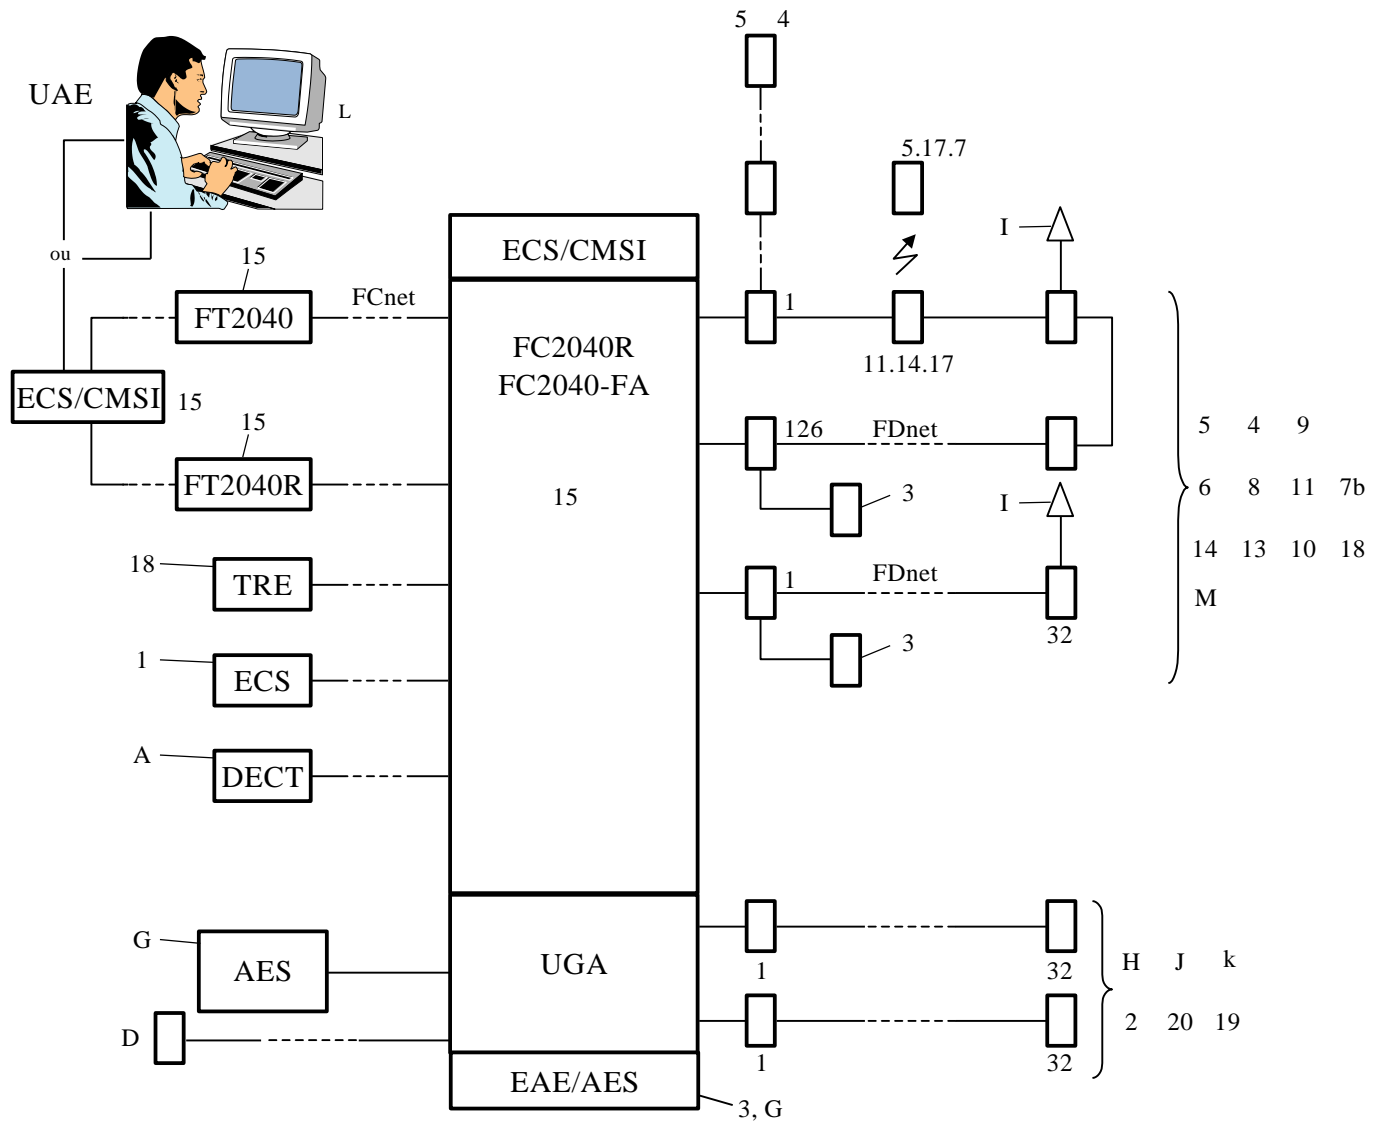 5 4
UAE
L
5.17.7
ou
I
ECS/CMSI
15
FT2040
FCnet
1
11.14.17
FC2040R
FC2040-FA
ECS/CMSI
15
15
FT2040R
126
FDnet
15
3
I
5 4 9
6 8 11 7b
14 13 10 18
M
18
TRE
1
FDnet
32
3
1
ECS
A
DECT
G
AES
UGA
1
32
H J k
2 20 19
D
1
32
EAE/AES
3, G